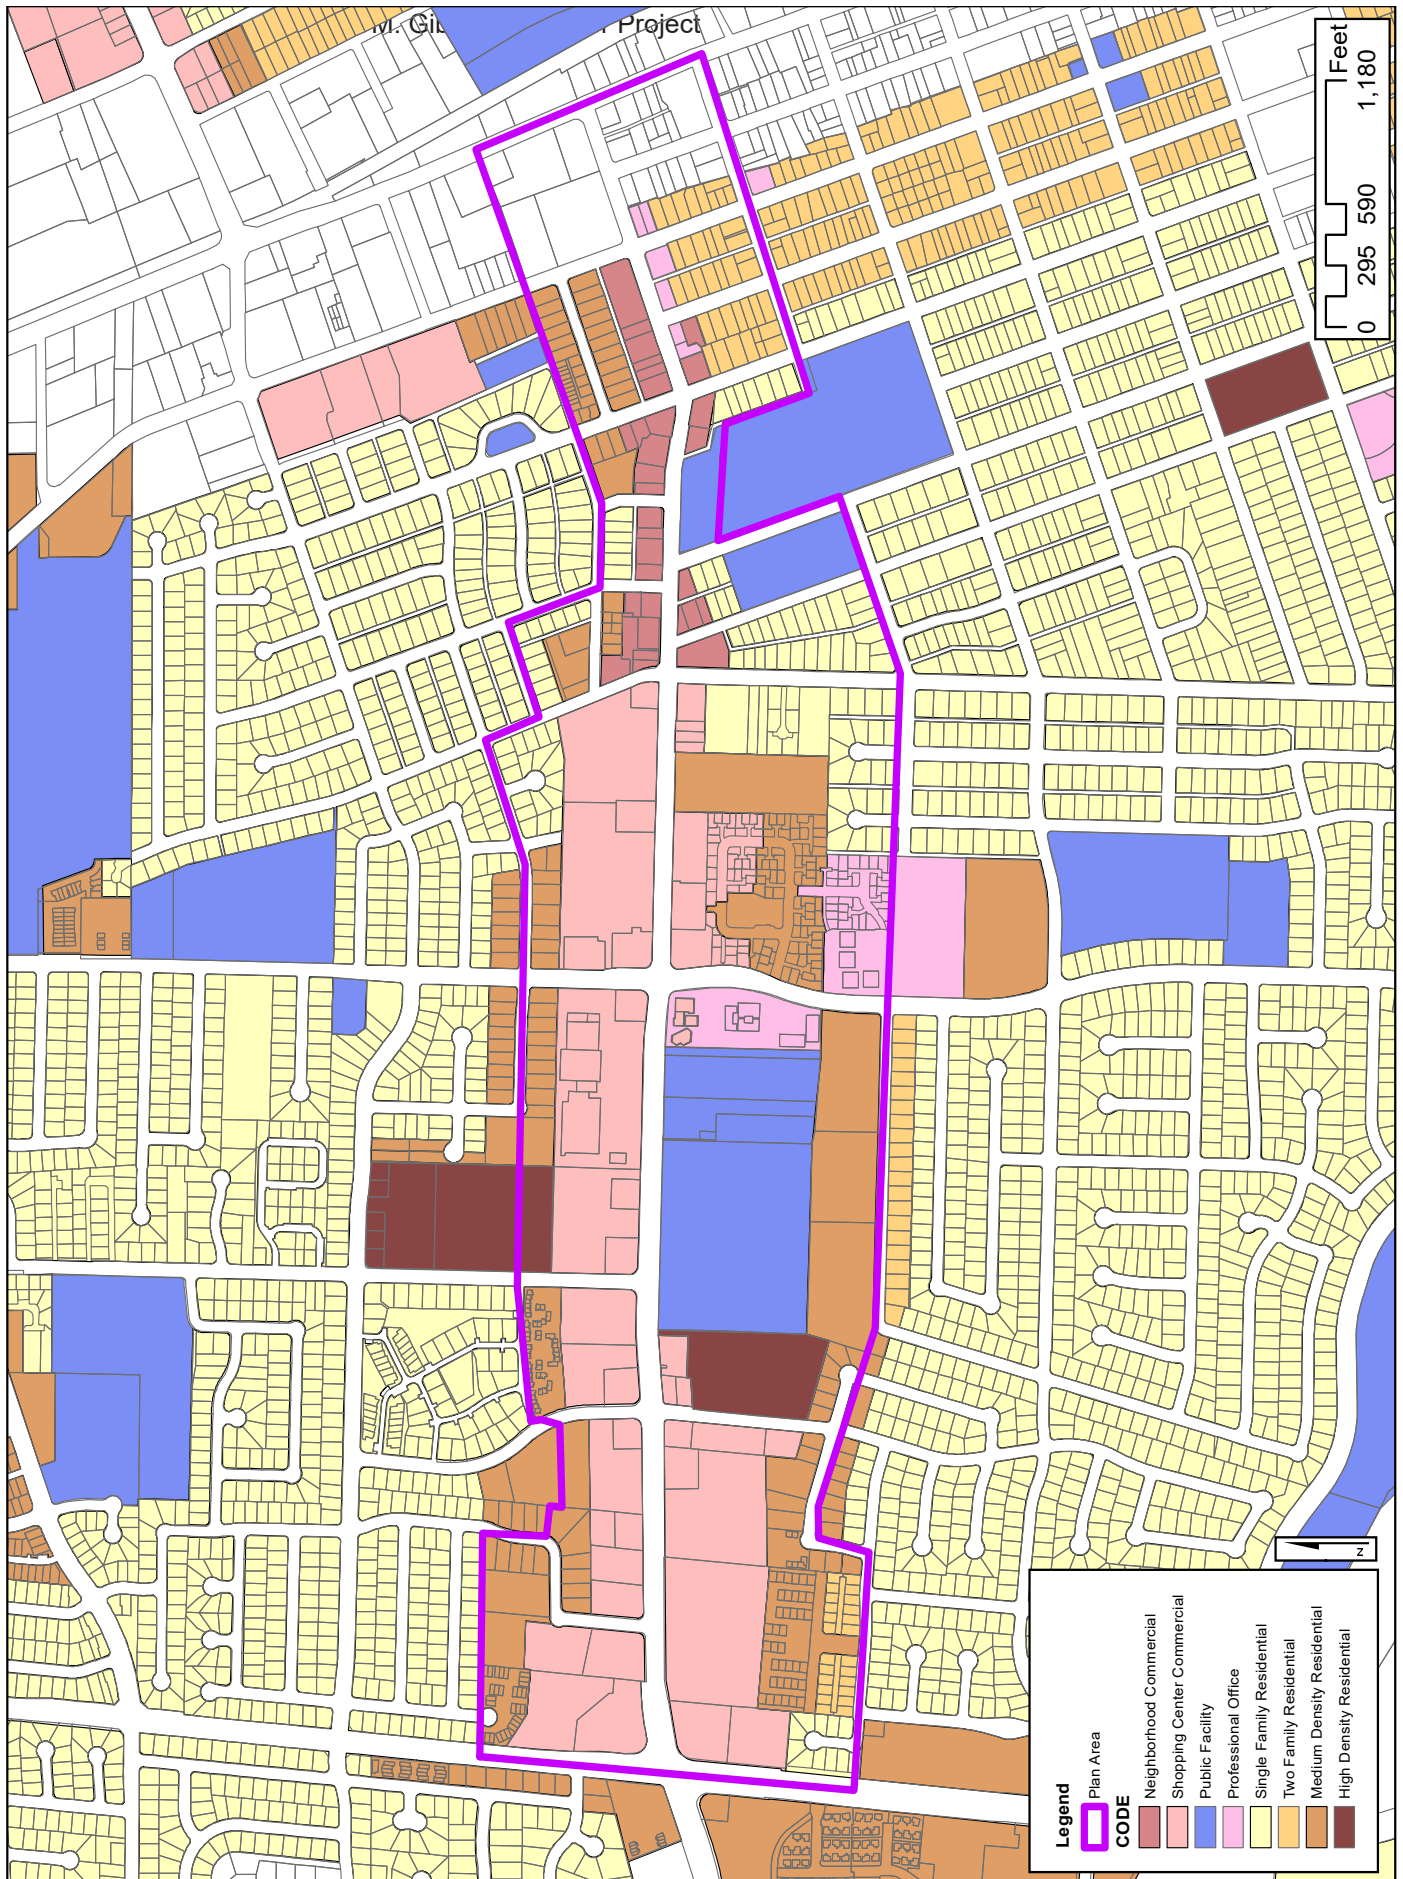 M. Gib Project
Feet
0 295 590 1,180
N
Legend
Plan Area
CODE
Neighborhood Commercial
Shopping Center Commercial
Public Facility
Professional Office
Single Family Residential
Two Family Residential
Medium Density Residential
High Density Residential